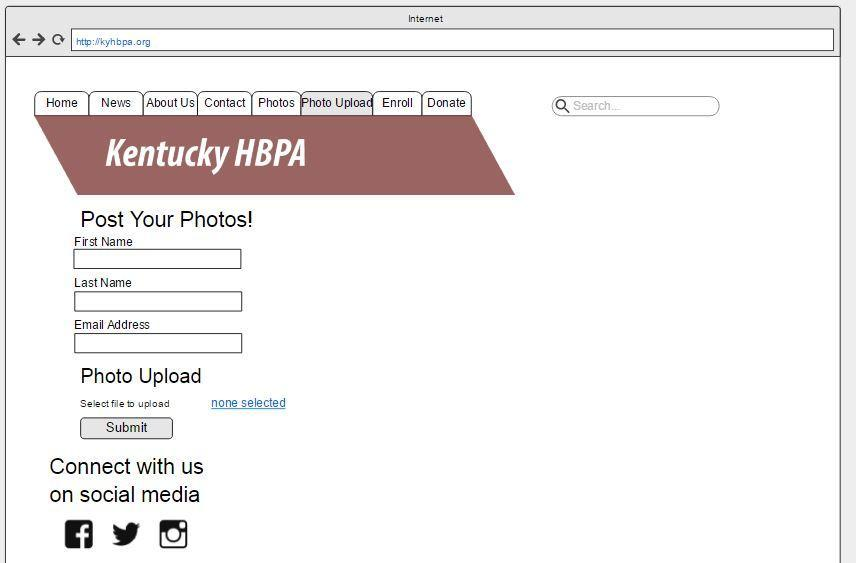 Internet
http://kyhbpa.org
Home News About Us Contact Photos Photo Upload Enroll Donate Search...
Kentucky HBPA
Post Your Photos!
First Name
Last Name
Email Address
Photo Upload
Select file to upload none selected
Submit
Connect with us
on social media